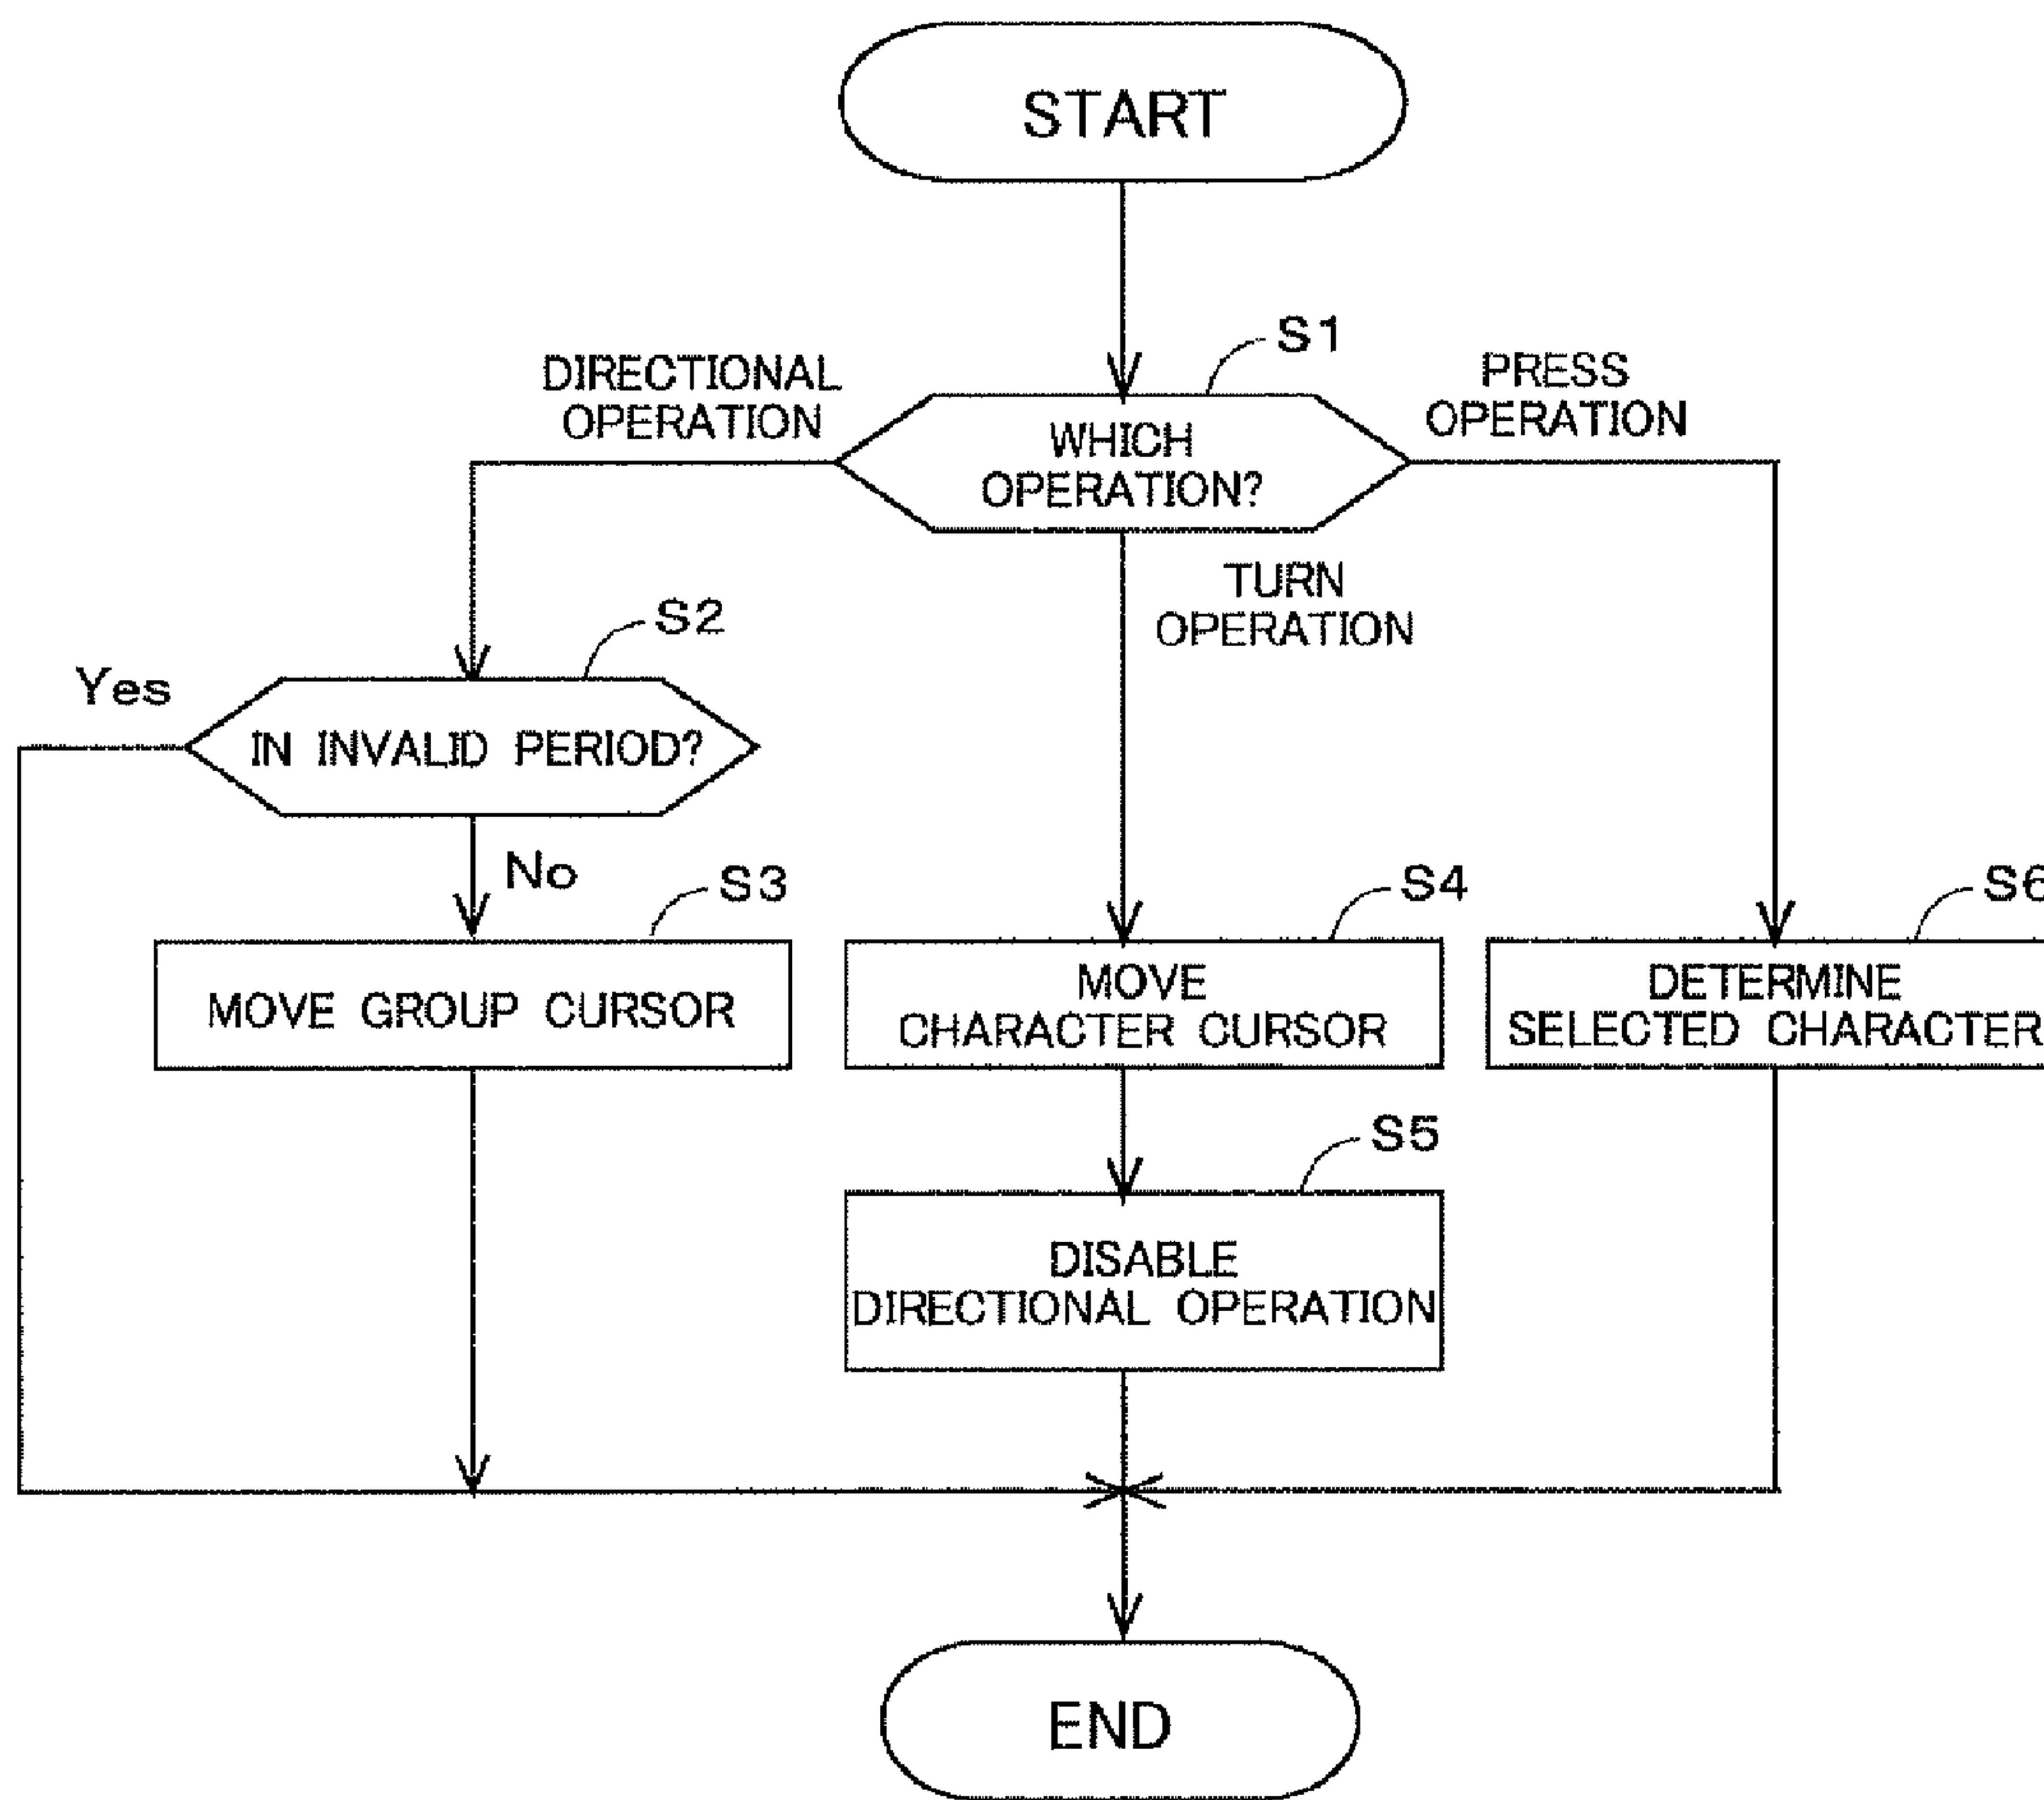 START
S1
DIRECTIONAL
OPERATION
PRESS
OPERATION
WHICH
OPERATION?
TURN
OPERATION
S2
Yes
IN INVALID PERIOD?
No
S3
S4
S6
MOVE GROUP CURSOR
MOVE
CHARACTER CURSOR
DETERMINE
SELECTED CHARACTER
S5
DISABLE
DIRECTIONAL OPERATION
END